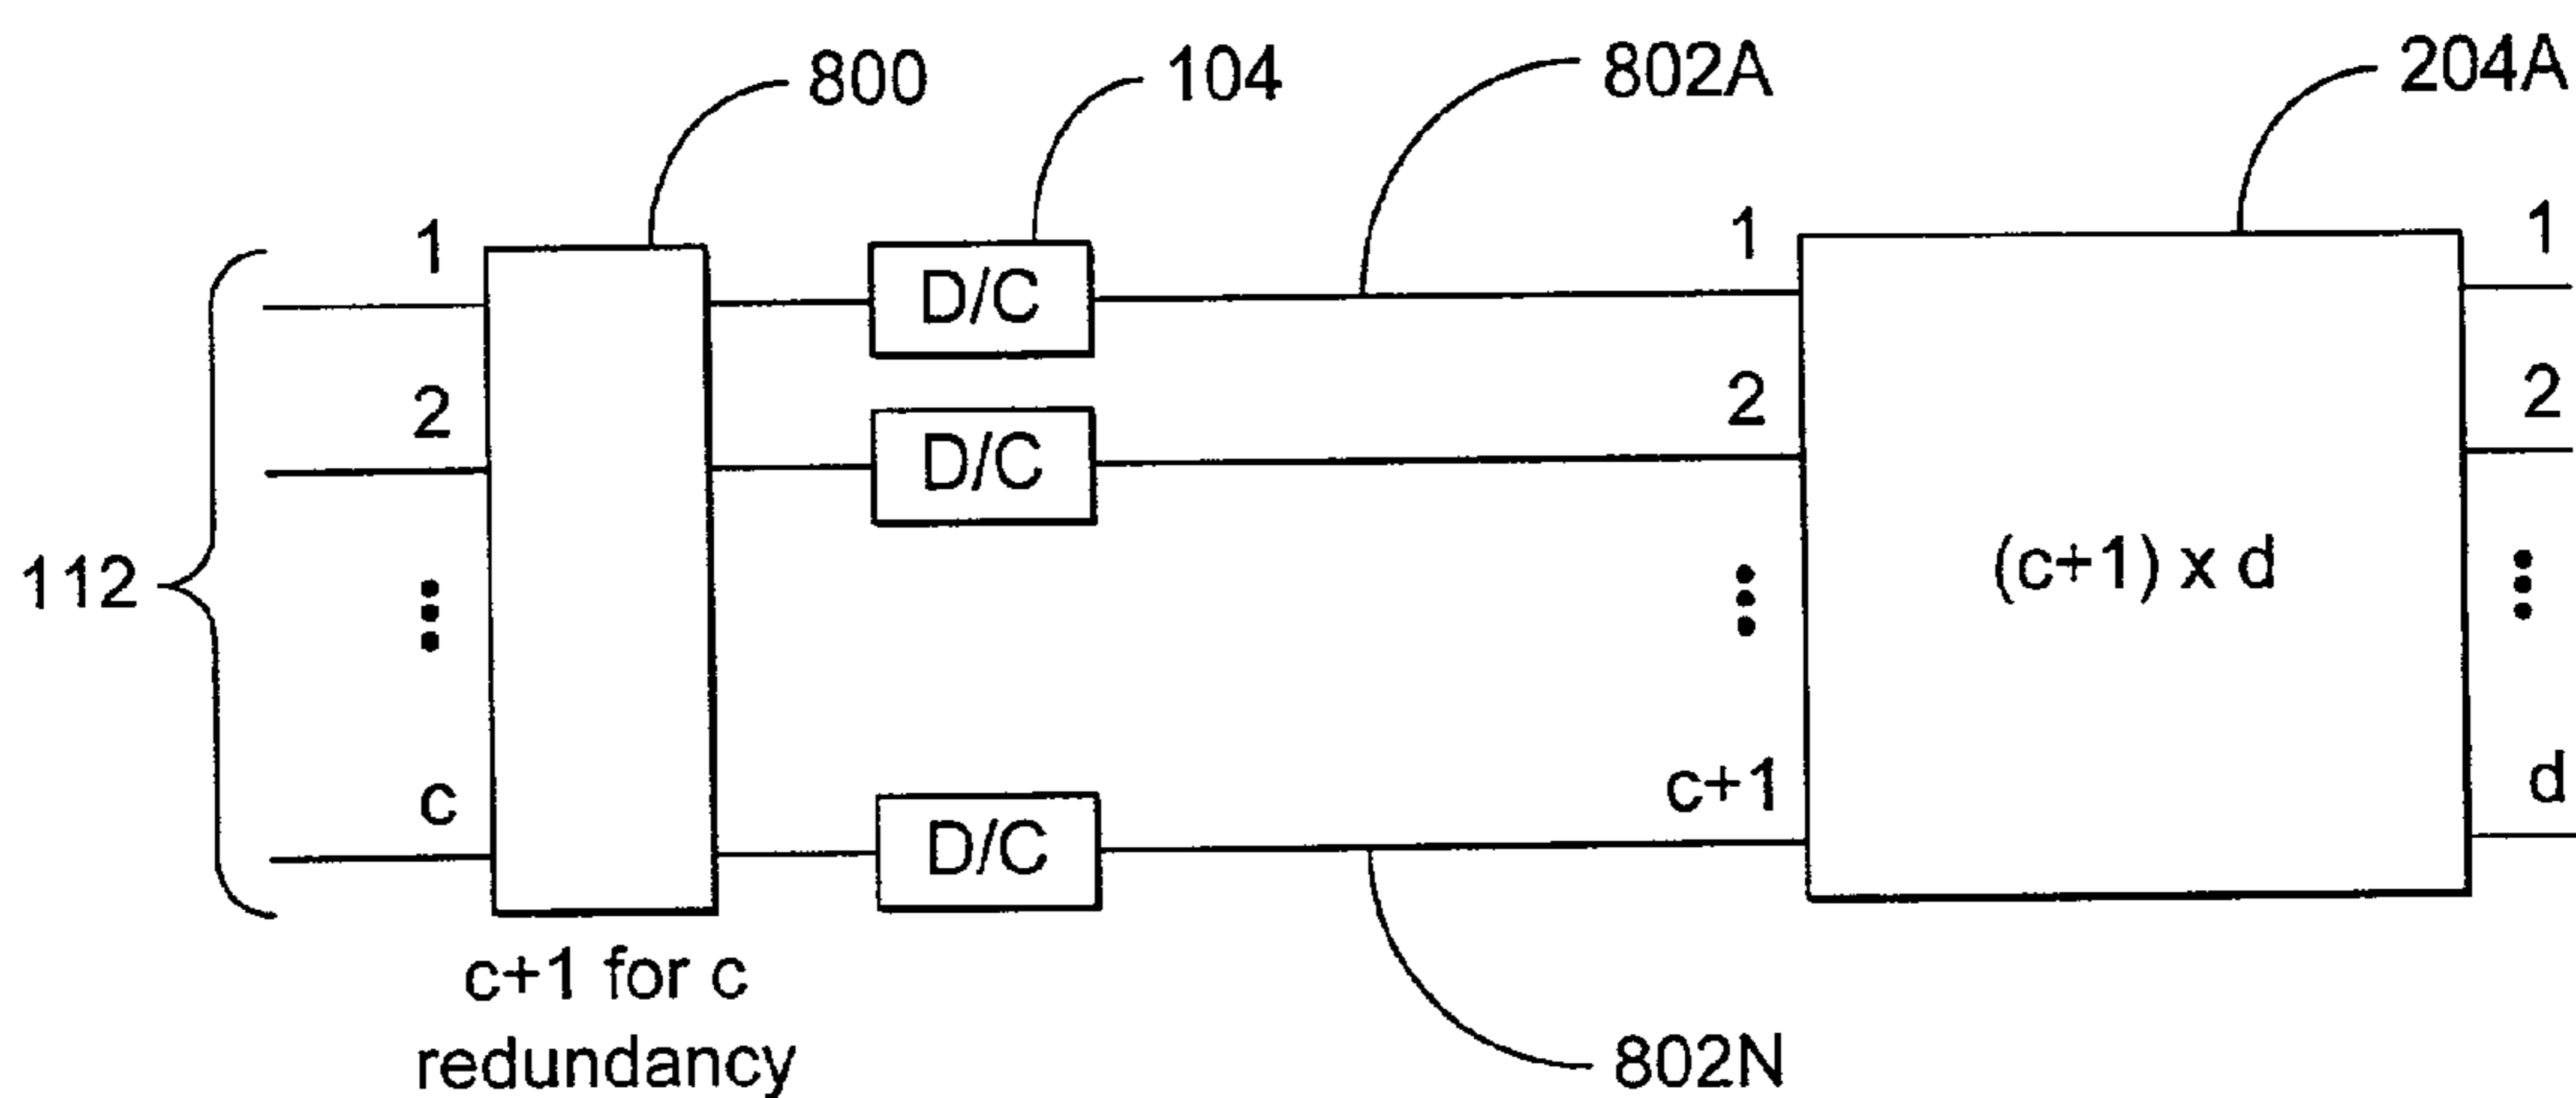 800
104
802A
204A
1
1
1
D/C
2
2
2
D/C
112
(c+1) x d
c
c+1
d
D/C
c+1 for c
redundancy
802N